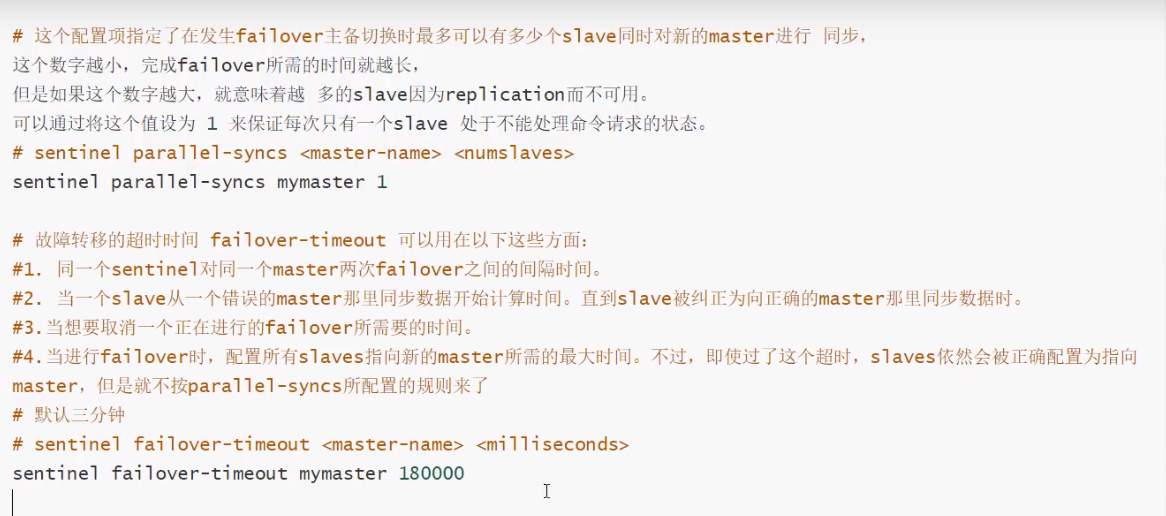 # 这个配置项指定了在发生failover主备切换时最多可以有多少个slave同时对新的master进行 同步，
这个数字越小，完成failover所需的时间就越长，
但是如果这个数字越大，就意味着越 多的slave因为replication而不可用。
可以通过将这个值设为 1 来保证每次只有一个slave 处于不能处理命令请求的状态。
# sentinel parallel-syncs <master-name> <numslaves>
sentinel parallel-syncs mymaster 1
# 故障转移的超时时间 failover-timeout 可以用在以下这些方面：
#1. 同一个sentinel对同一个master两次failover之间的间隔时间。
#2. 当一个slave从一个错误的master那里同步数据开始计算时间。直到slave被纠正为向正确的master那里同步数据时。
#3.当想要取消一个正在进行的failover所需要的时间。
#4.当进行failover时，配置所有slaves指向新的master所需的最大时间。不过，即使过了这个超时，slaves依然会被正确配置为指向
master，但是就不按parallel-syncs所配置的规则来了
# 默认三分钟
# sentinel failover-timeout <master-name> <milliseconds>
sentinel failover-timeout mymaster 180000